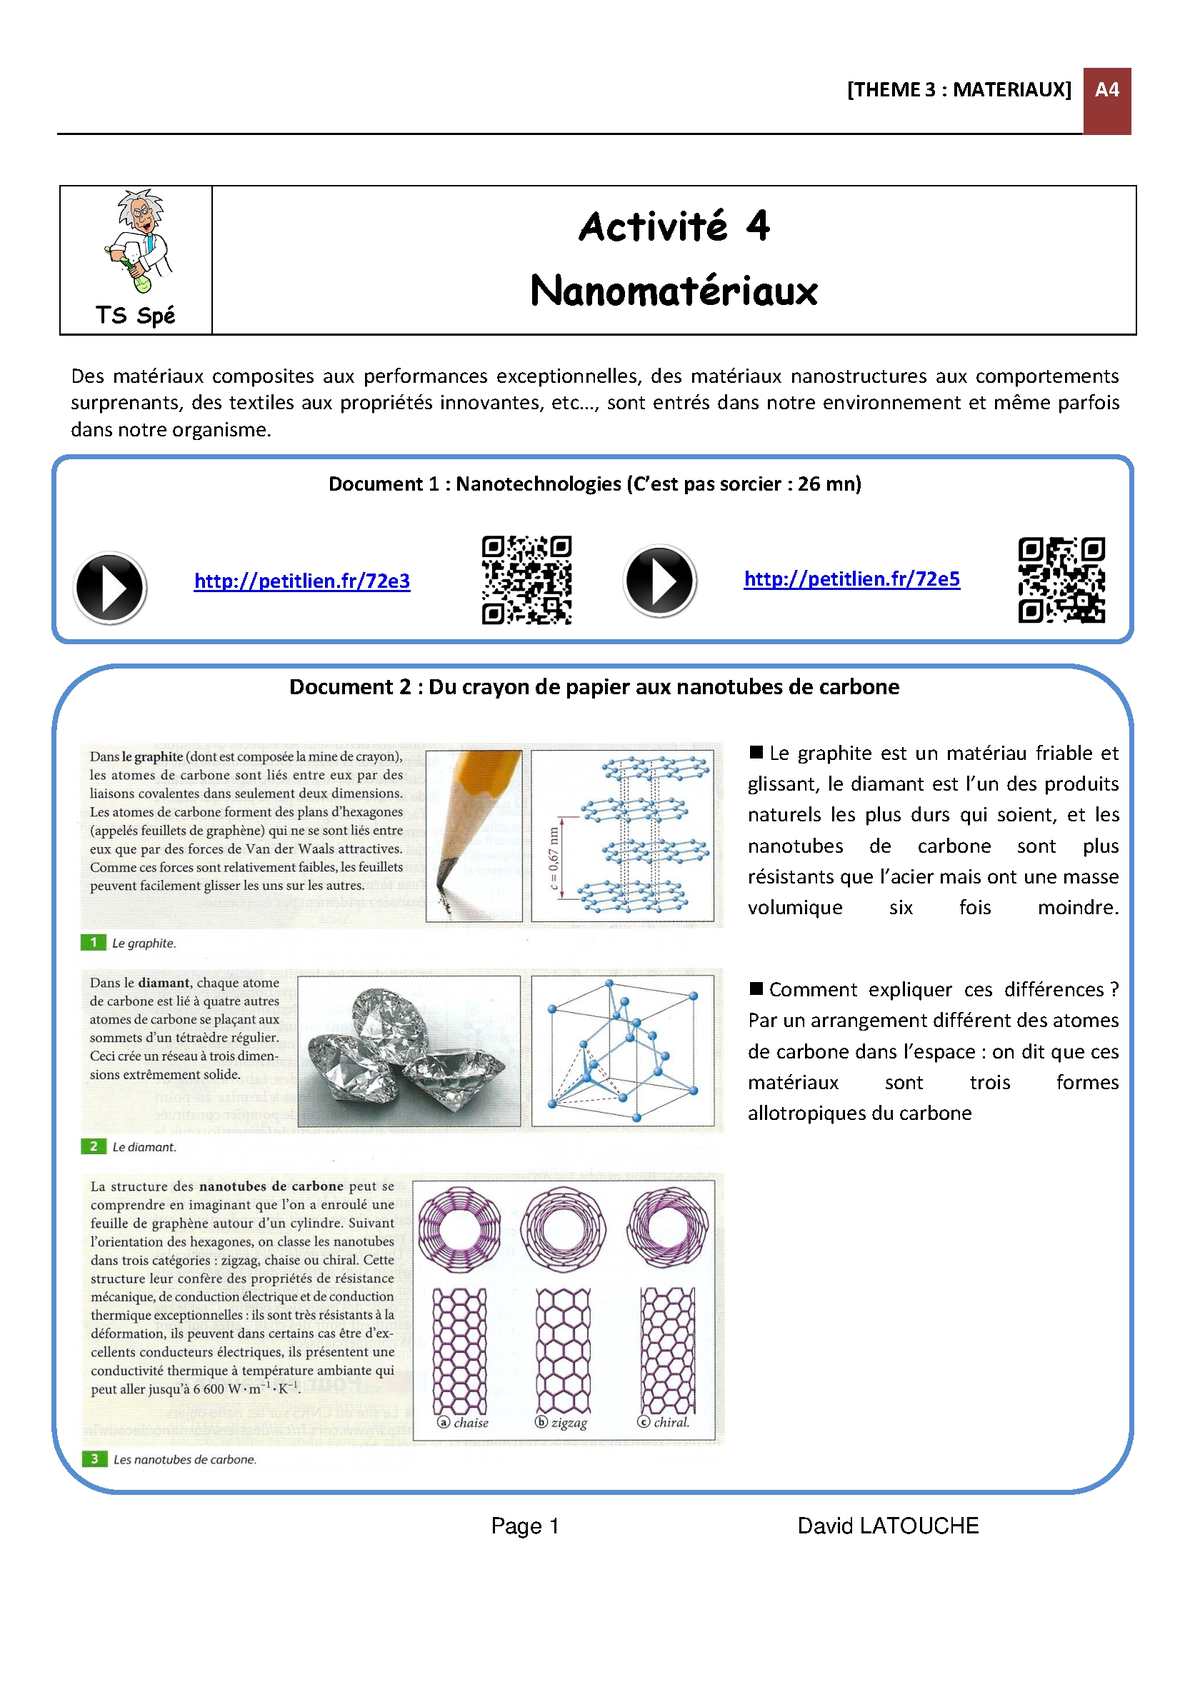 [THEME 3 : MATERIAUX] A4
TS Spé
Activité 4
Nanomatériaux
Des matériaux composites aux performances exceptionnelles, des matériaux nanostructures aux comportements
surprenants, des textiles aux propriétés innovantes, etc…, sont entrés dans notre environnement et même parfois
dans notre organisme.
Document 1 : Nanotechnologies (C’est pas sorcier : 26 mn)
http://petitlien.fr/72e3
http://petitlien.fr/72e5
Document 2 : Du crayon de papier aux nanotubes de carbone
Dans le graphite (dont est composée la mine de crayon),
les atomes de carbone sont liés entre eux par des
liaisons covalentes dans seulement deux dimensions.
Les atomes de carbone forment des plans d’hexagones
(appelés feuillets de graphène) qui ne se sont liés entre
eux que par des forces de Van der Waals attractives.
Comme ces forces sont relativement faibles, les feuillets
peuvent facilement glisser les uns sur les autres.
c = 0,67 nm
1 Le graphite.
Dans le diamant, chaque atome
de carbone est lié à quatre autres
atomes de carbone se plaçant aux
sommets d’un tétraèdre régulier.
Ceci crée un réseau à trois dimen-
sions extrêmement solide.
2 Le diamant.
La structure des nanotubes de carbone peut se
comprendre en imaginant que l’on a enroulé une
feuille de graphène autour d’un cylindre. Suivant
l’orientation des hexagones, on classe les nanotubes
dans trois catégories : zigzag, chaise ou chiral. Cette
structure leur confère des propriétés de résistance
mécanique, de conduction électrique et de conduction
thermique exceptionnelles : ils sont très résistants à la
déformation, ils peuvent dans certains cas être d’ex-
cellents conducteurs électriques, ils présentent une
conductivité thermique à température ambiante qui
peut aller jusqu’à 6 600 W·m⁻¹·K⁻¹.
a chaise
b zigzag
c chiral.
3 Les nanotubes de carbone.
■ Le graphite est un matériau friable et
glissant, le diamant est l’un des produits
naturels les plus durs qui soient, et les
nanotubes de carbone sont plus
résistants que l’acier mais ont une masse
volumique six fois moindre.
■ Comment expliquer ces différences ?
Par un arrangement différent des atomes
de carbone dans l’espace : on dit que ces
matériaux sont trois formes
allotropiques du carbone
Page 1
David LATOUCHE